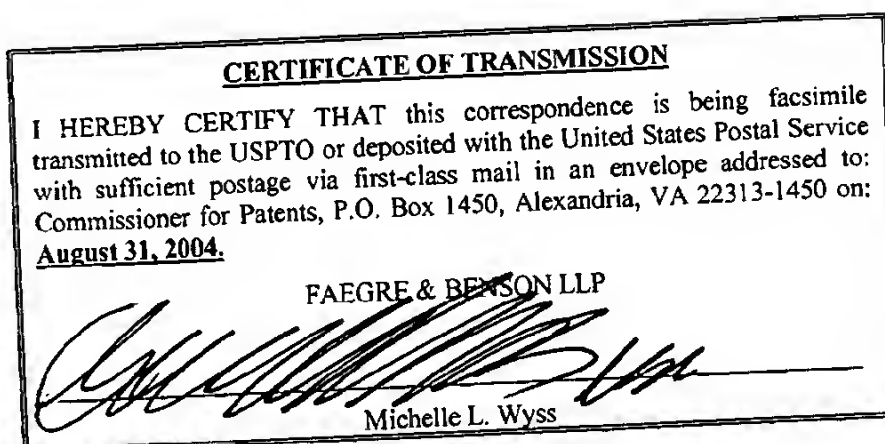 CERTIFICATE OF TRANSMISSION
I HEREBY CERTIFY THAT this correspondence is being facsimile
transmitted to the USPTO or deposited with the United States Postal Service
with sufficient postage via first-class mail in an envelope addressed to:
Commissioner for Patents, P.O. Box 1450, Alexandria, VA 22313-1450 on:
August 31, 2004.
FAEGRE & BENSON LLP
Michelle L. Wyss